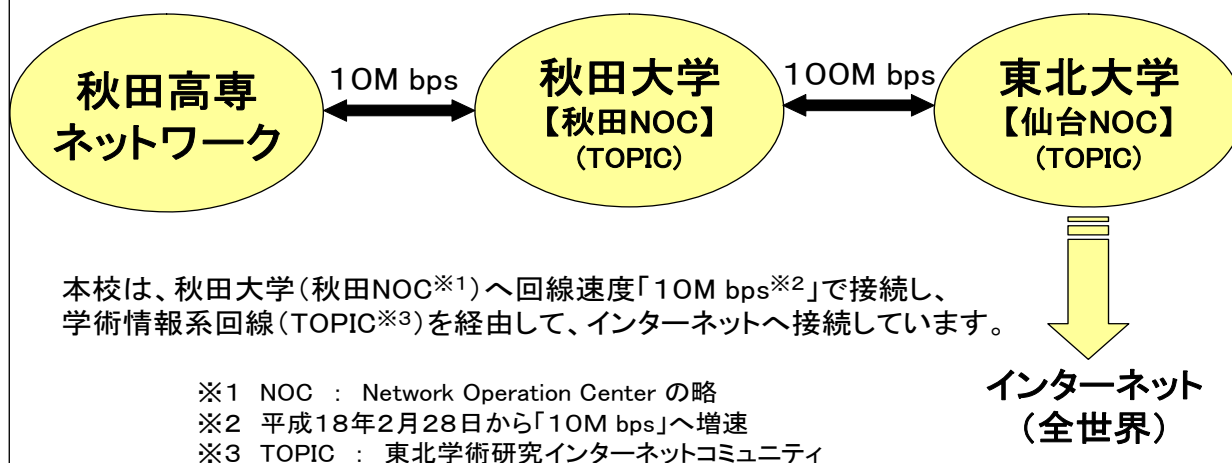 秋田高専
ネットワーク
10M bps
秋田大学
【秋田NOC】
(TOPIC)
100M bps
東北大学
【仙台NOC】
(TOPIC)
本校は、秋田大学(秋田NOC※1)へ回線速度「10M bps※2」で接続し、
学術情報系回線(TOPIC※3)を経由して、インターネットへ接続しています。
インターネット
(全世界)
※1 NOC : Network Operation Center の略
※2 平成18年2月28日から「10M bps」へ増速
※3 TOPIC : 東北学術研究インターネットコミュニティ